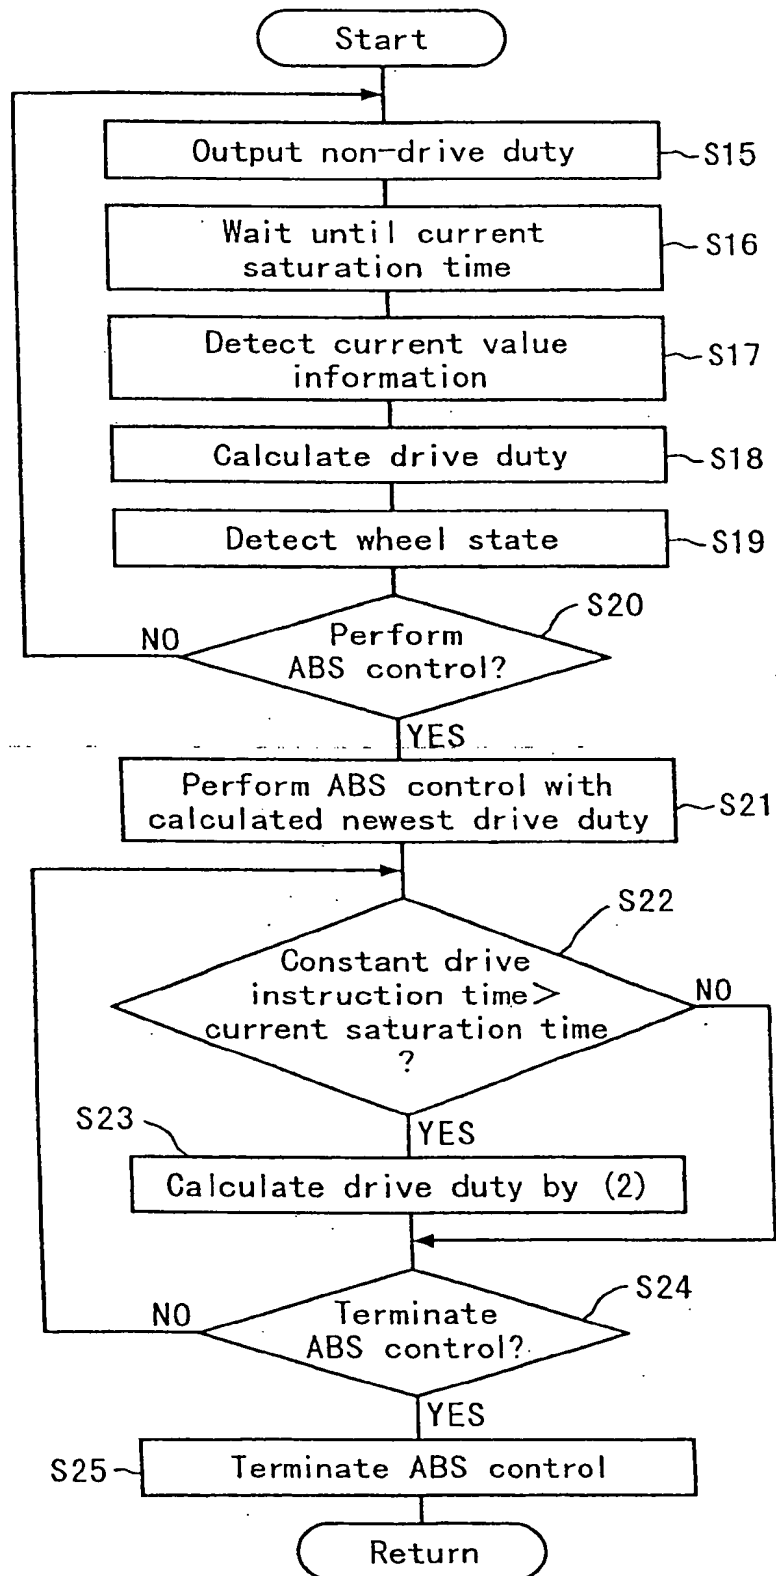 Start
Output non-drive duty
S15
Wait until current
saturation time
S16
Detect current value
information
S17
Calculate drive duty
S18
Detect wheel state
S19
S20
Perform
ABS control?
NO
YES
Perform ABS control with
calculated newest drive duty
S21
S22
Constant drive
instruction time>
current saturation time
?
NO
YES
S23
Calculate drive duty by (2)
S24
Terminate
ABS control?
NO
YES
S25
Terminate ABS control
Return